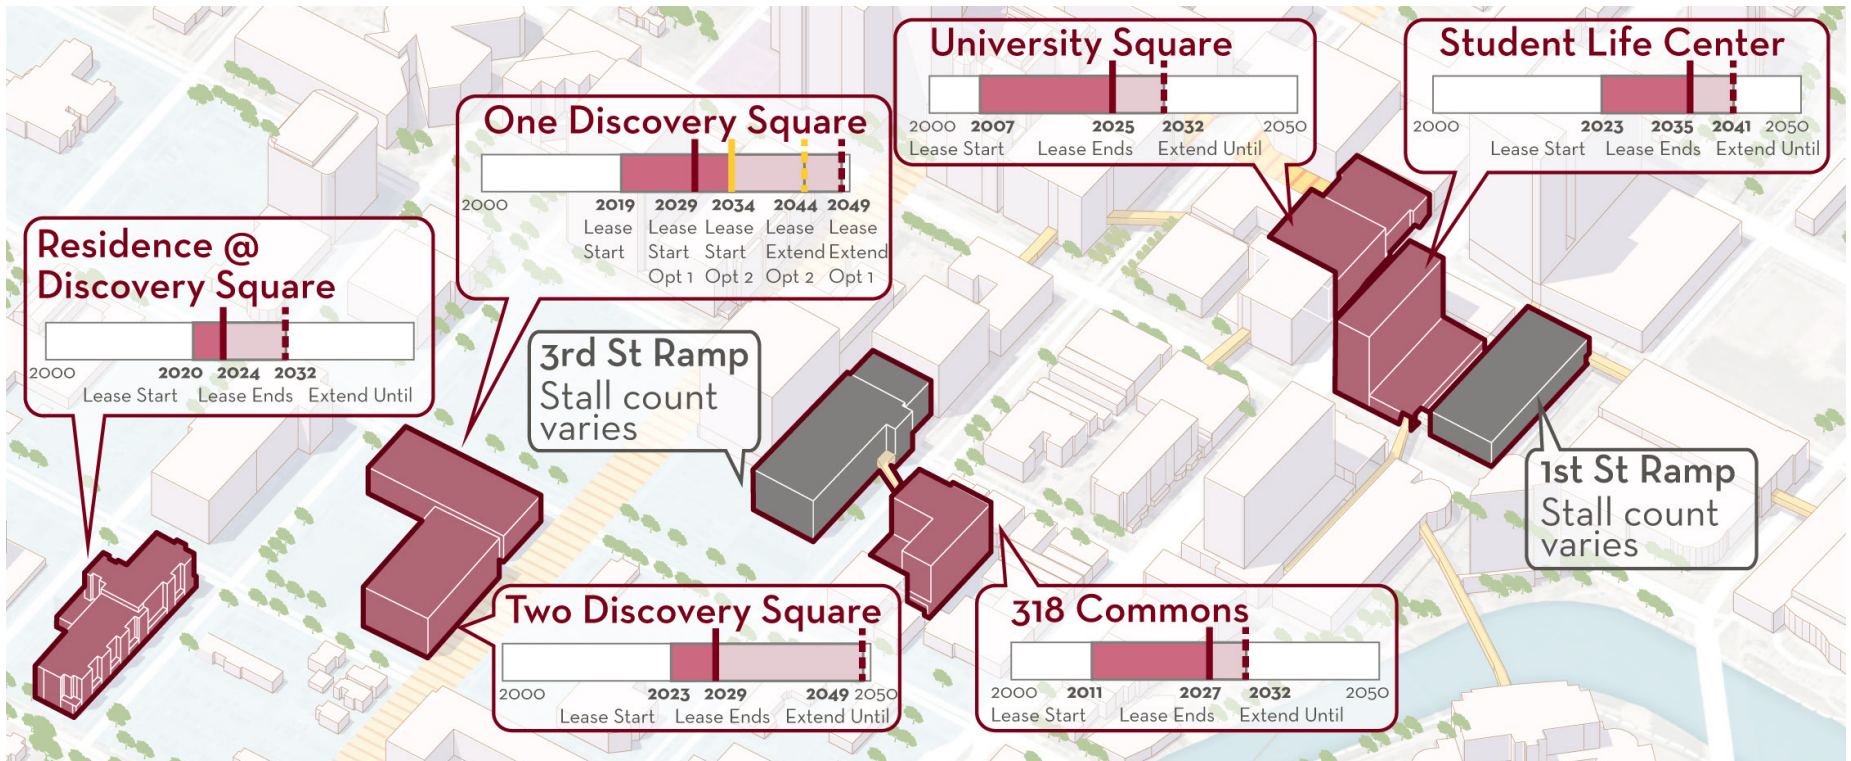 University Square
2000 2007 2025 2032 2050
Lease Start Lease Ends Extend Until
Student Life Center
2000 2023 2035 2041 2050
Lease Start Lease Ends Extend Until
One Discovery Square
2000 2019 2029 2034 2044 2049
Lease Lease Lease Lease Lease
Start Start Start Extend Extend
Opt 1 Opt 2 Opt 2 Opt 1
Residence @
Discovery Square
2000 2020 2024 2032
Lease Start Lease Ends Extend Until
3rd St Ramp
Stall count
varies
1st St Ramp
Stall count
varies
Two Discovery Square
2000 2023 2029 2049 2050
Lease Start Lease Ends Extend Until
318 Commons
2000 2011 2027 2032 2050
Lease Start Lease Ends Extend Until